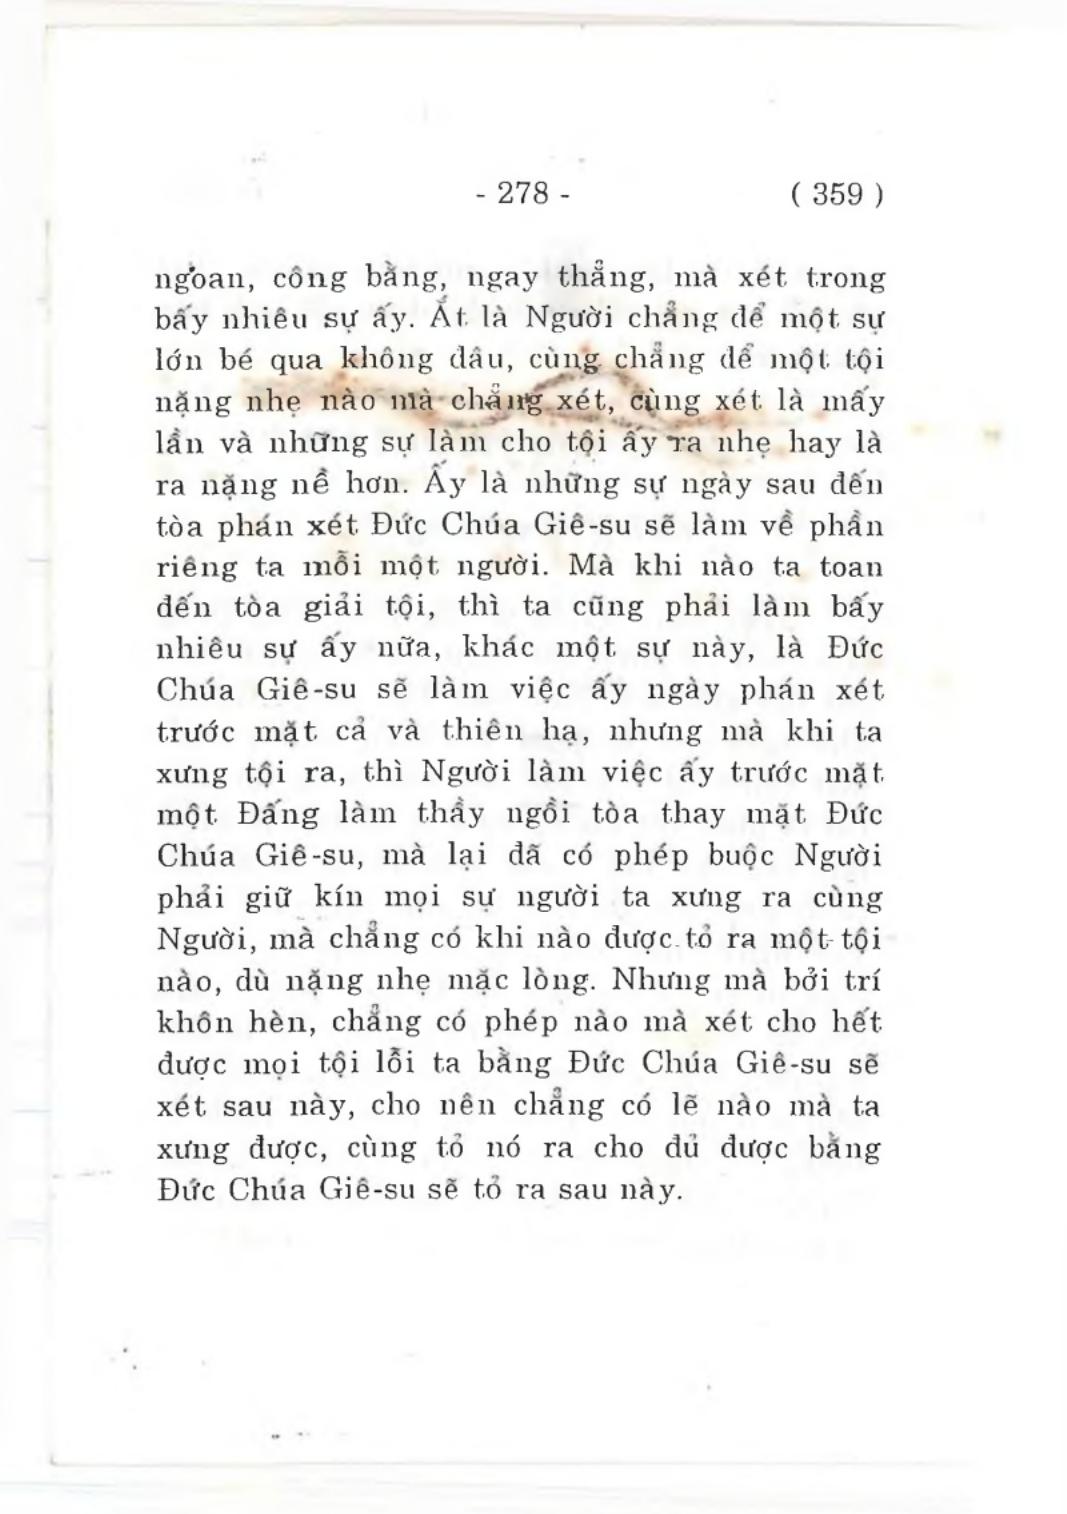 - 278 - ( 359 )
ngoan, công bằng, ngay thẳng, mà xét trong
bấy nhiêu sự ấy. Ắt là Người chẳng để một sự
lớn bé qua không đâu, cùng chẳng để một tội
nặng nhẹ nào mà chẳng xét, cùng xét là mấy
lần và những sự làm cho tội ấy ra nhẹ hay là
ra nặng nề hơn. Ấy là những sự ngày sau đến
tòa phán xét Đức Chúa Giê-su sẽ làm về phần
riêng ta mỗi một người. Mà khi nào ta toan
đến tòa giải tội, thì ta cũng phải làm bấy
nhiêu sự ấy nữa, khác một sự này, là Đức
Chúa Giê-su sẽ làm việc ấy ngày phán xét
trước mặt cả và thiên hạ, nhưng mà khi ta
xưng tội ra, thì Người làm việc ấy trước mặt
một Đấng làm thầy ngồi tòa thay mặt Đức
Chúa Giê-su, mà lại đã có phép buộc Người
phải giữ kín mọi sự người ta xưng ra cùng
Người, mà chẳng có khi nào được tỏ ra một tội
nào, dù nặng nhẹ mặc lòng. Nhưng mà bởi trí
khôn hèn, chẳng có phép nào mà xét cho hết
được mọi tội lỗi ta bằng Đức Chúa Giê-su sẽ
xét sau này, cho nên chẳng có lẽ nào mà ta
xưng được, cùng tỏ nó ra cho đủ được bằng
Đức Chúa Giê-su sẽ tỏ ra sau này.